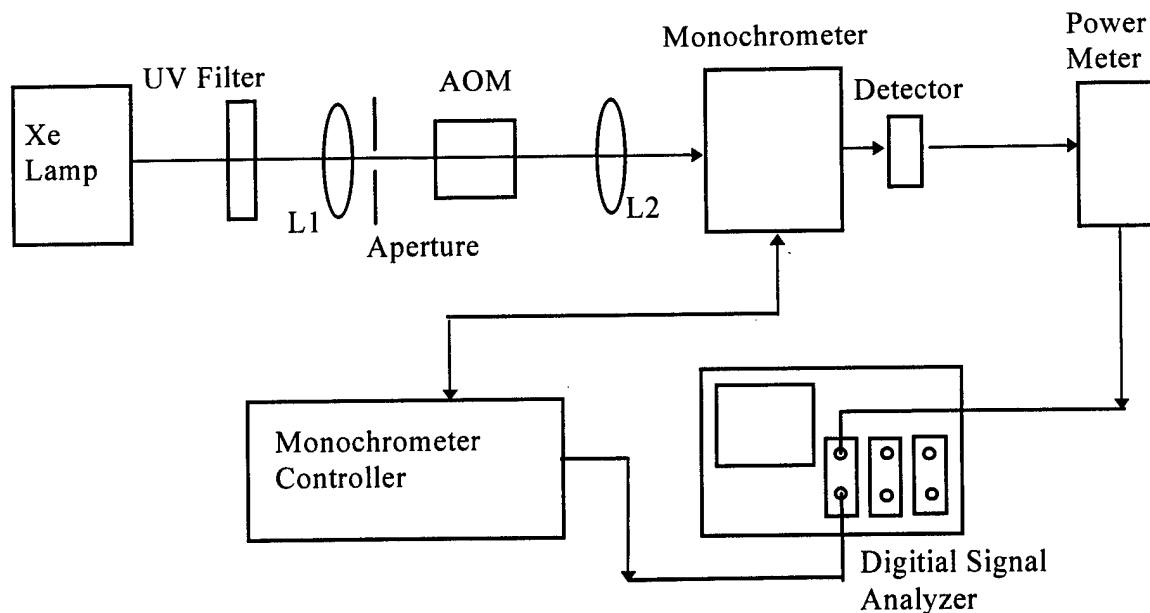 Power
Meter
Monochrometer
UV Filter
AOM
Detector
Xe
Lamp
L1
L2
Aperture
Monochrometer
Controller
Digitial Signal
Analyzer